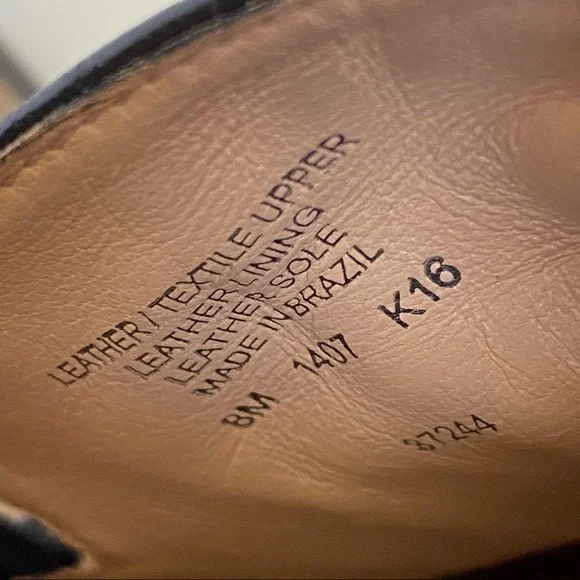 LEATHER/ TEXTILE UPPER
LEATHER LINING
LEATHER SOLE
MADE IN BRAZIL
8M 1407 K16
37244